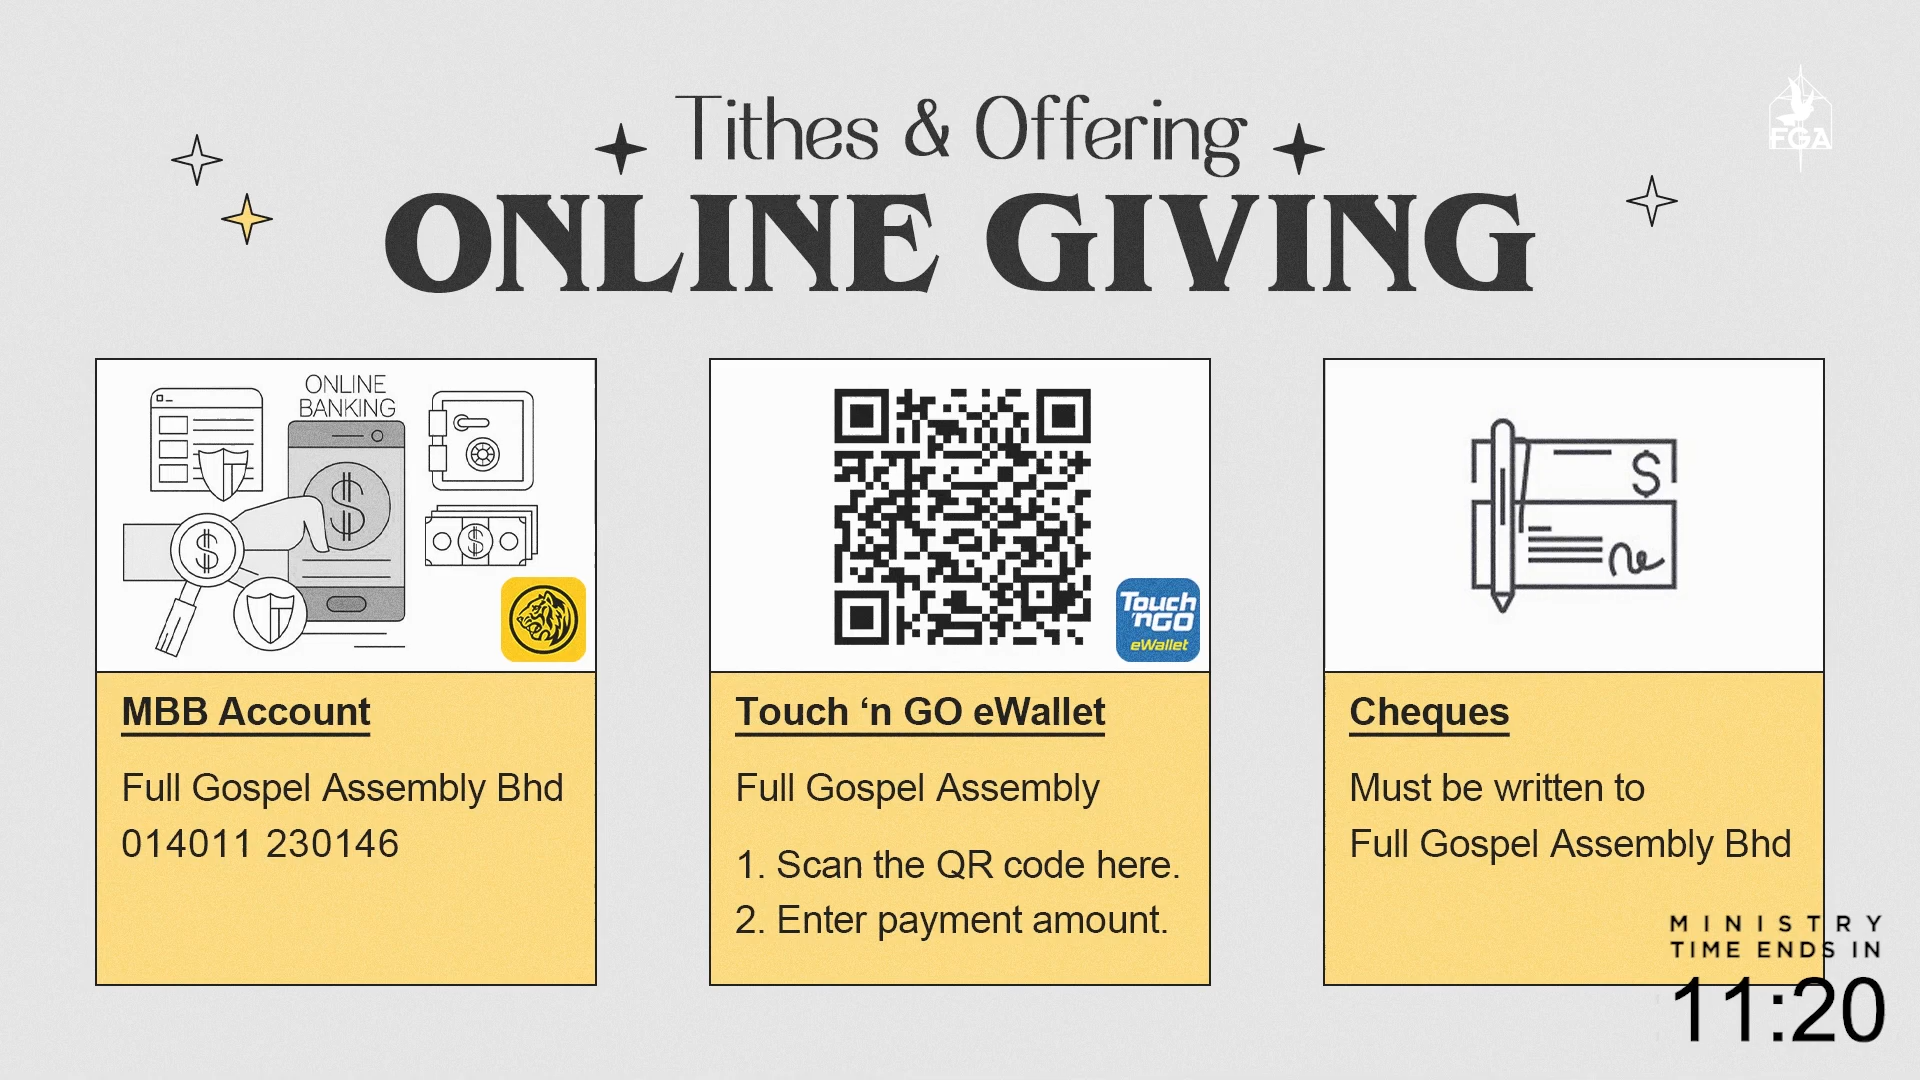 Tithes & Offering
FGA
ONLINE GIVING
ONLINE
BANKING
MBB Account
Full Gospel Assembly Bhd
014011 230146
Touch
'nGO
eWallet
Touch ‘n GO eWallet
Full Gospel Assembly
1. Scan the QR code here.
2. Enter payment amount.
Cheques
Must be written to
Full Gospel Assembly Bhd
MINISTRY
TIME ENDS IN
11:20